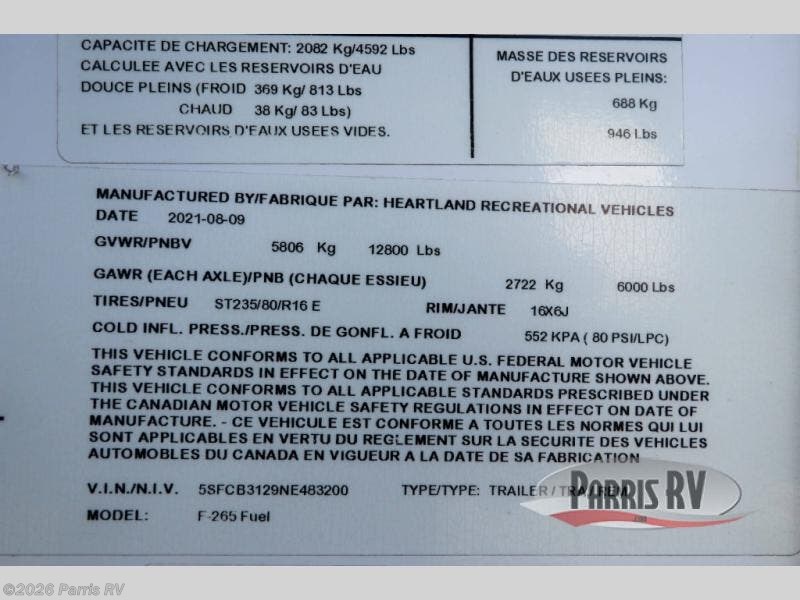 CAPACITE DE CHARGEMENT: 2082 Kg/4592 Lbs
CALCULEE AVEC LES RESERVOIRS D'EAU
DOUCE PLEINS (FROID 369 Kg/ 813 Lbs
CHAUD 38 Kg/ 83 Lbs)
ET LES RESERVOIRS D'EAUX USEES VIDES.
MASSE DES RESERVOIRS
D'EAUX USEES PLEINS:
688 Kg
946 Lbs
MANUFACTURED BY/FABRIQUE PAR: HEARTLAND RECREATIONAL VEHICLES
DATE 2021-08-09
GVWR/PNBV 5806 Kg 12800 Lbs
GAWR (EACH AXLE)/PNB (CHAQUE ESSIEU) 2722 Kg 6000 Lbs
TIRES/PNEU ST235/80/R16 E RIM/JANTE 16X6J
COLD INFL. PRESS./PRESS. DE GONFL. A FROID 552 KPA ( 80 PSI/LPC)
THIS VEHICLE CONFORMS TO ALL APPLICABLE U.S. FEDERAL MOTOR VEHICLE
SAFETY STANDARDS IN EFFECT ON THE DATE OF MANUFACTURE SHOWN ABOVE.
THIS VEHICLE CONFORMS TO ALL APPLICABLE STANDARDS PRESCRIBED UNDER
THE CANADIAN MOTOR VEHICLE SAFETY REGULATIONS IN EFFECT ON DATE OF
MANUFACTURE. - CE VEHICULE EST CONFORME A TOUTES LES NORMES QUI LUI
SONT APPLICABLES EN VERTU DU REGLEMENT SUR LA SECURITE DES VEHICLES
AUTOMOBILES DU CANADA EN VIGUEUR A LA DATE DE SA FABRICATION
V.I.N./N.I.V. 5SFCB3129NE483200 TYPE/TYPE: TRAILER /
MODEL: F-265 Fuel
PARRIS RV
©2026 Parris RV